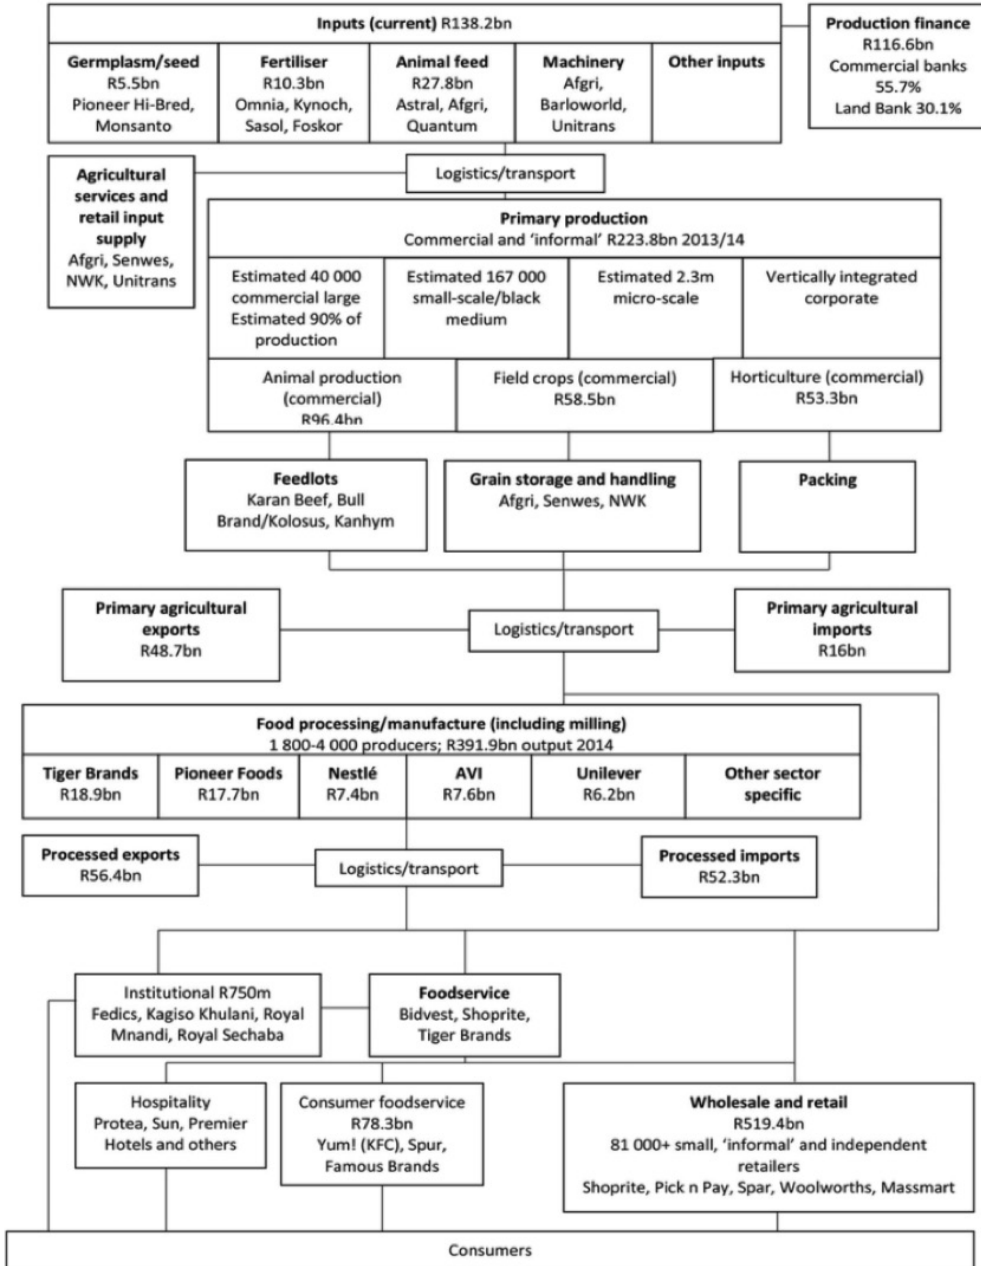 Inputs (current) R138.2bn
Germplasm/seed
R5.5bn
Pioneer Hi-Bred,
Monsanto
Fertiliser
R10.3bn
Omnia, Kynoch,
Sasol, Foskor
Animal feed
R27.8bn
Astral, Afgri,
Quantum
Machinery
Afgri,
Barloworld,
Unitrans
Other inputs
Production finance
R116.6bn
Commercial banks
55.7%
Land Bank 30.1%
Logistics/transport
Agricultural
services and
retail input
supply
Afgri, Senwes,
NWK, Unitrans
Primary production
Commercial and ‘informal’ R223.8bn 2013/14
Estimated 40 000
commercial large
Estimated 90% of
production
Estimated 167 000
small-scale/black
medium
Estimated 2.3m
micro-scale
Vertically integrated
corporate
Animal production
(commercial)
R96.4bn
Field crops (commercial)
R58.5bn
Horticulture (commercial)
R53.3bn
Feedlots
Karan Beef, Bull
Brand/Kolosus, Kanhym
Grain storage and handling
Afgri, Senwes, NWK
Packing
Primary agricultural
exports
R48.7bn
Logistics/transport
Primary agricultural
imports
R16bn
Food processing/manufacture (including milling)
1 800-4 000 producers; R391.9bn output 2014
Tiger Brands
R18.9bn
Pioneer Foods
R17.7bn
Nestlé
R7.4bn
AVI
R7.6bn
Unilever
R6.2bn
Other sector
specific
Processed exports
R56.4bn
Logistics/transport
Processed imports
R52.3bn
Institutional R750m
Fedics, Kagiso Khulani, Royal
Mnandi, Royal Sechaba
Foodservice
Bidvest, Shoprite,
Tiger Brands
Hospitality
Protea, Sun, Premier
Hotels and others
Consumer foodservice
R78.3bn
Yum! (KFC), Spur,
Famous Brands
Wholesale and retail
R519.4bn
81 000+ small, ‘informal’ and independent
retailers
Shoprite, Pick n Pay, Spar, Woolworths, Massmart
Consumers